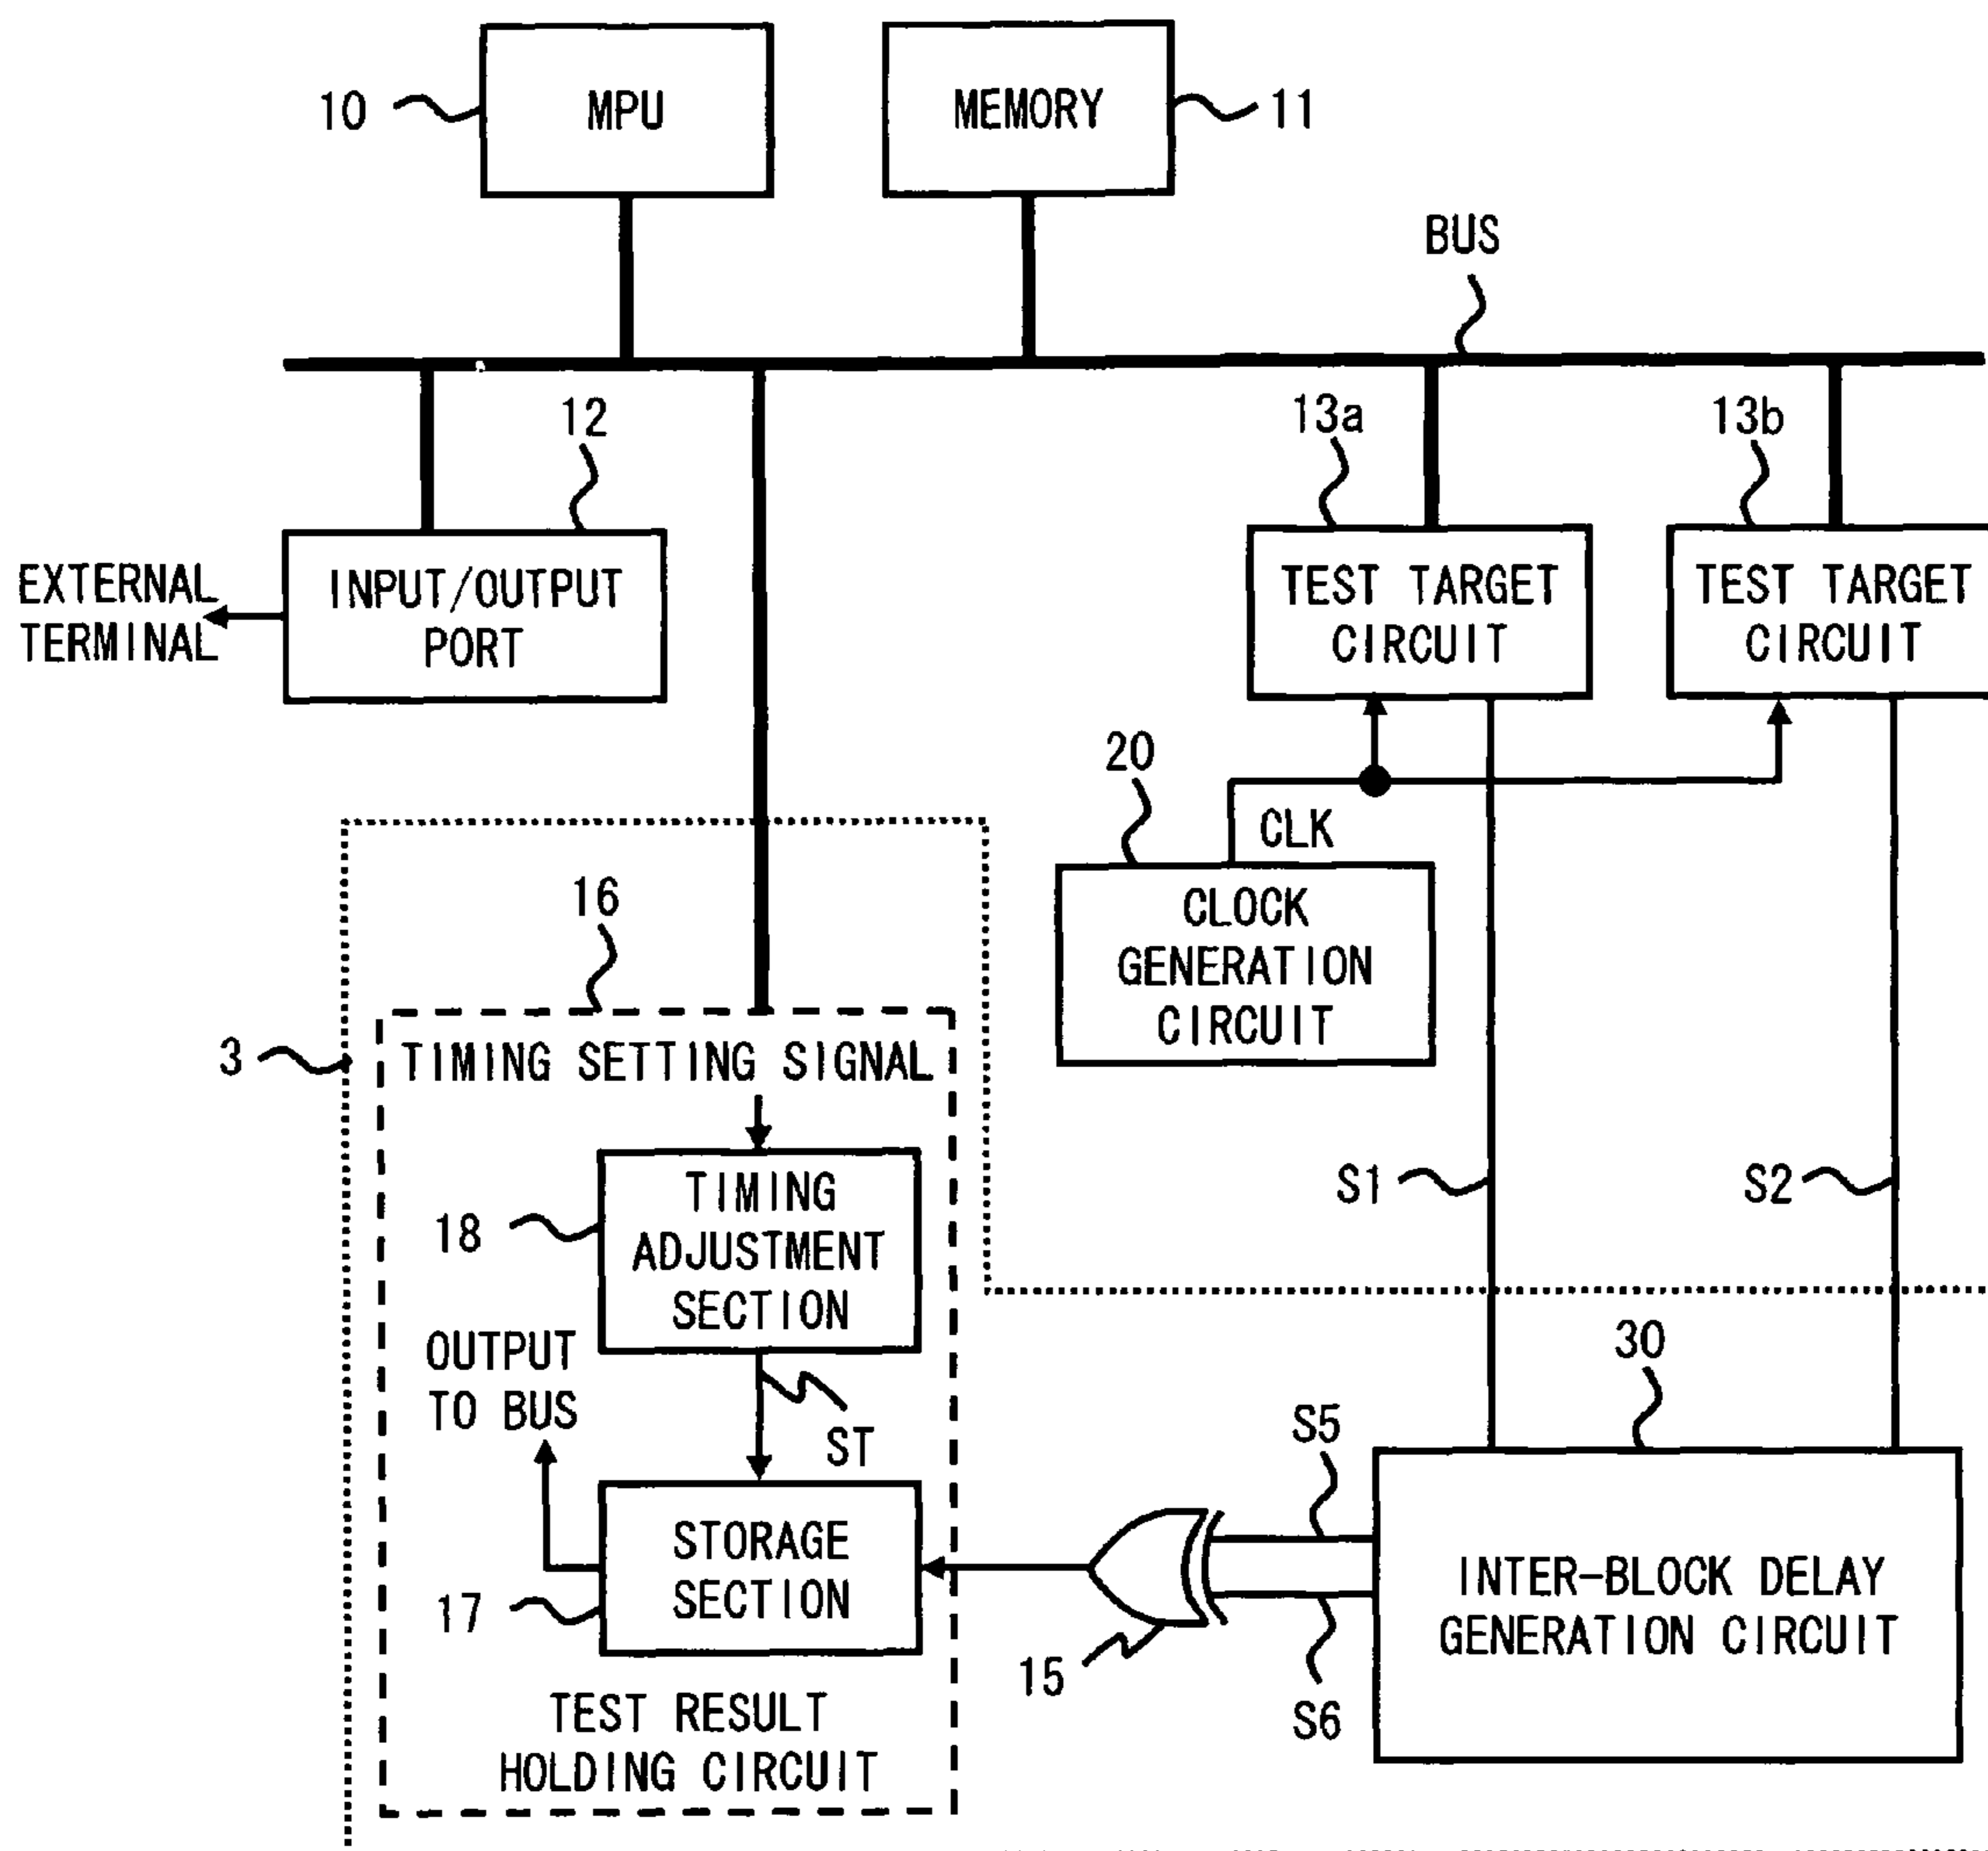 10
MPU
MEMORY
11
BUS
12
13a
13b
EXTERNAL
TERMINAL
INPUT/OUTPUT
PORT
TEST TARGET
CIRCUIT
TEST TARGET
CIRCUIT
20
CLK
CLOCK
GENERATION
CIRCUIT
16
3
TIMING SETTING SIGNAL
18
TIMING
ADJUSTMENT
SECTION
S1
S2
OUTPUT
TO BUS
ST
30
S5
STORAGE
SECTION
17
15
S6
INTER-BLOCK DELAY
GENERATION CIRCUIT
TEST RESULT
HOLDING CIRCUIT